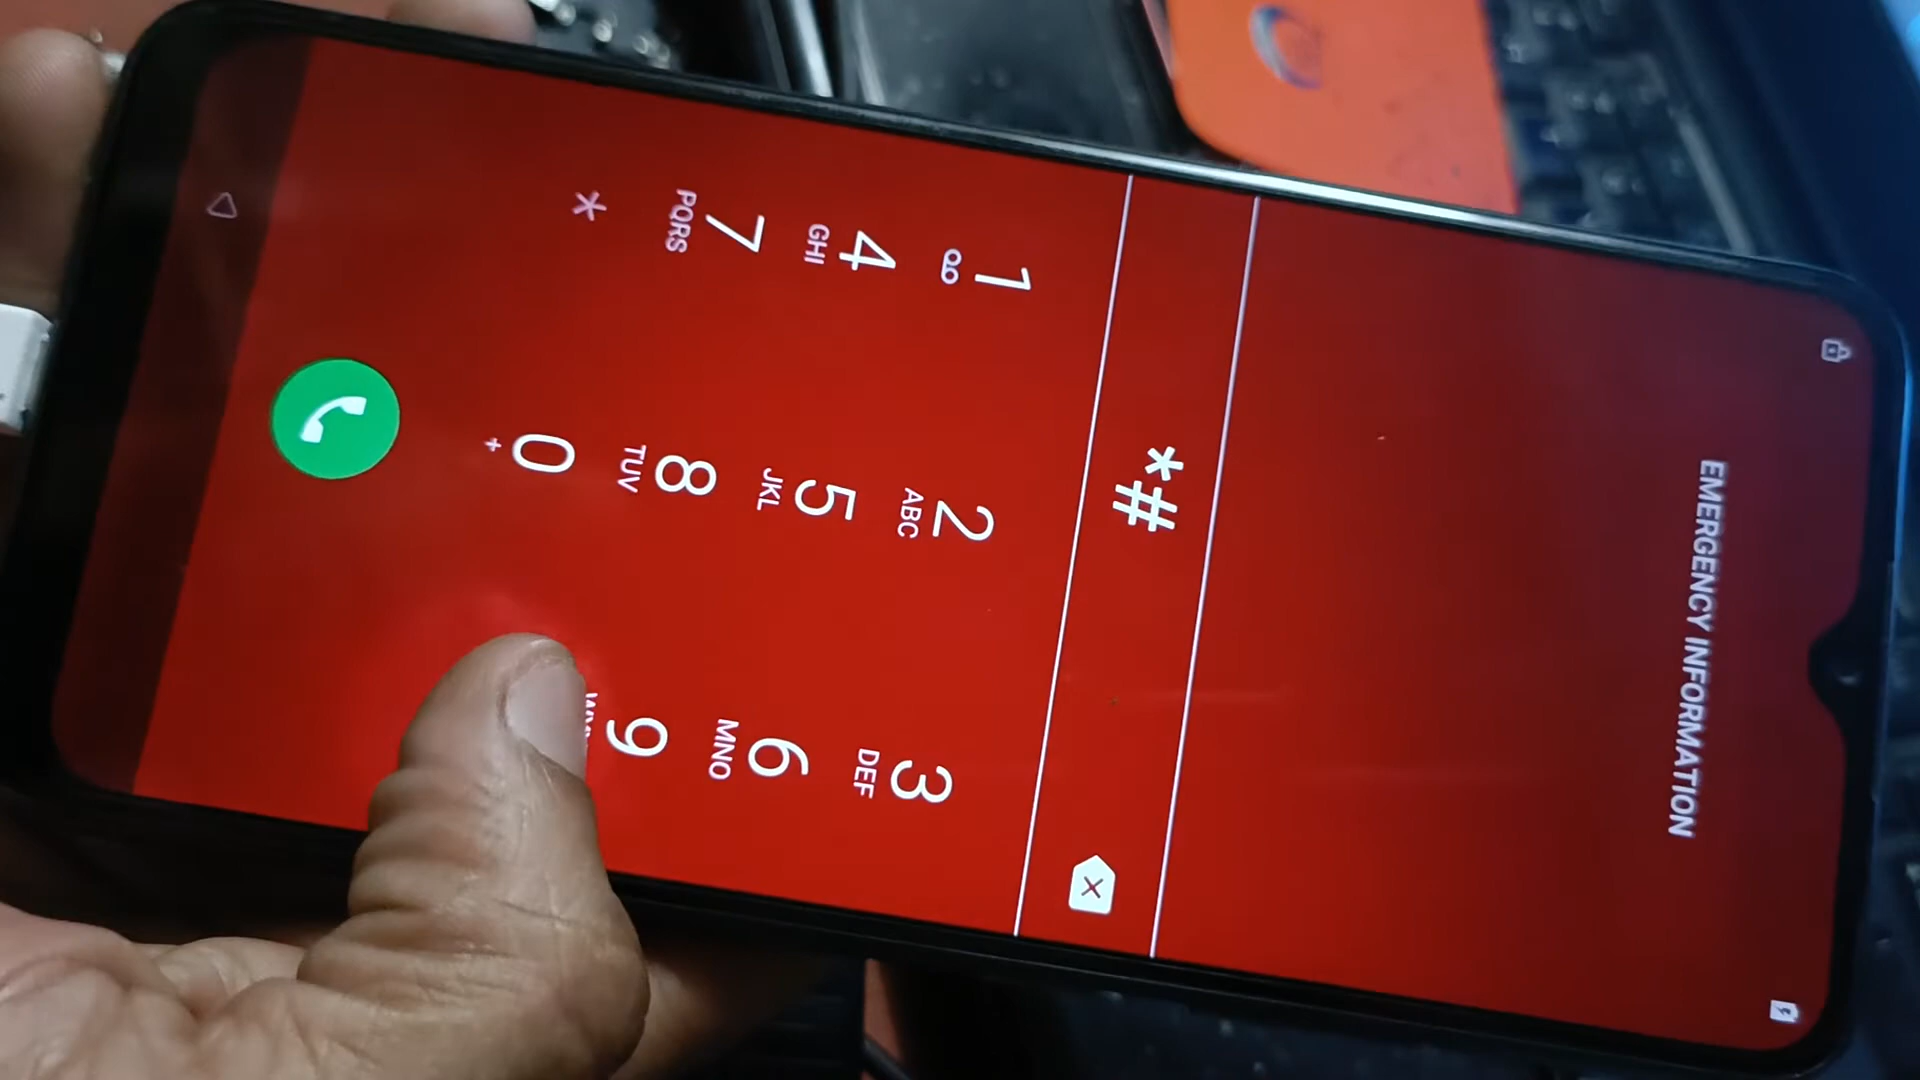 EMERGENCY INFORMATION
*#
1 2 ABC 3 DEF
4 GHI 5 JKL 6 MNO
7 PQRS 8 TUV 9
* 0 +